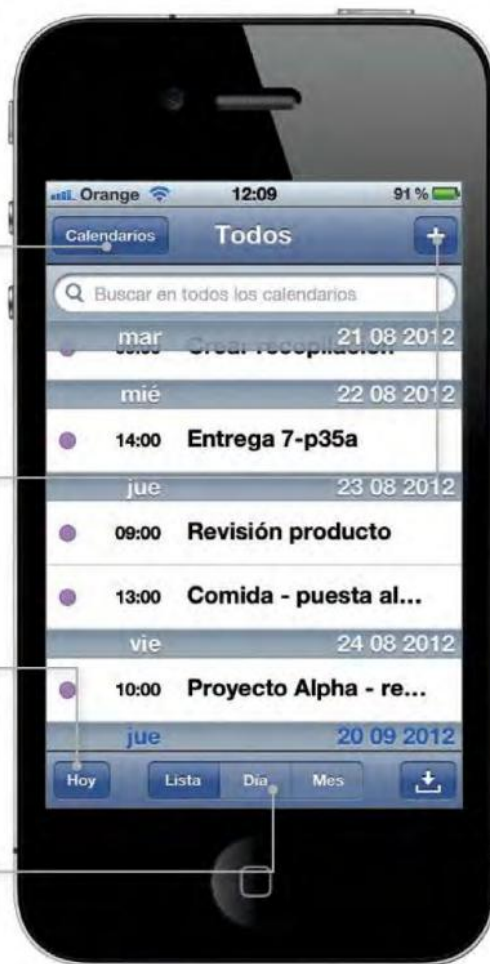 Orange 12:09 91 %
Calendarios Todos +
Buscar en todos los calendarios
mar 21 08 2012
Crear recopilación
mié 22 08 2012
14:00 Entrega 7-p35a
jue 23 08 2012
09:00 Revisión producto
13:00 Comida - puesta al...
vie 24 08 2012
10:00 Proyecto Alpha - re...
jue 20 09 2012
Hoy Lista Día Mes